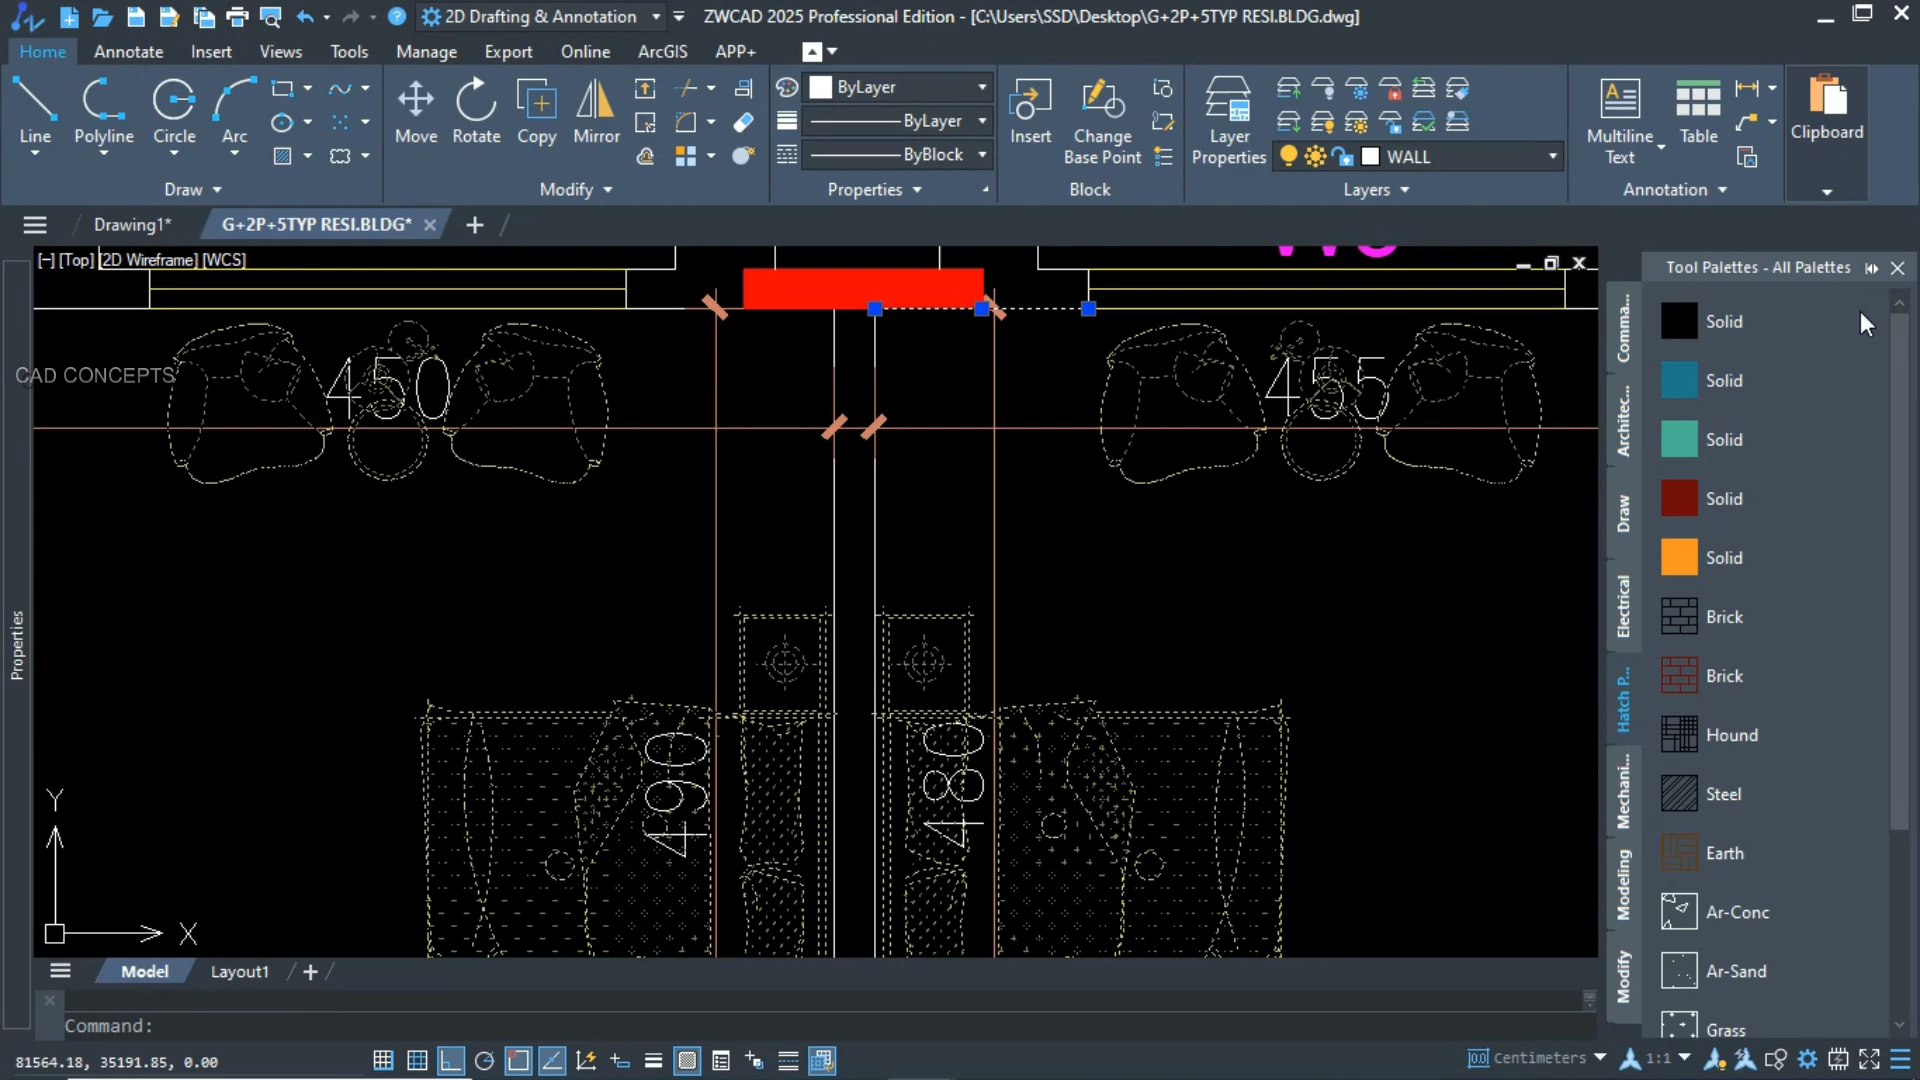 2D Drafting & Annotation
ZWCAD 2025 Professional Edition - [C:\Users\SSD\Desktop\G+2P+5TYP RESI.BLDG.dwg]
Home Annotate Insert Views Tools Manage Export Online ArcGIS APP+
ByLayer
ByLayer
ByBlock
Line Polyline Circle Arc
Move Rotate Copy Mirror
Insert Change Base Point
Layer Properties
WALL
Multiline Text
Table
Clipboard
Draw Modify Properties Block Layers Annotation
Drawing1* G+2P+5TYP RESI.BLDG*
[−] [Top] [2D Wireframe] [WCS]
CAD CONCEPTS
450
455
490
480
Y
X
Properties
Tool Palettes - All Palettes
Comma...
Architec...
Draw
Electrical
Hatch P...
Mechani...
Modeling
Modify
Solid
Solid
Solid
Solid
Solid
Brick
Brick
Hound
Steel
Earth
Ar-Conc
Ar-Sand
Grass
Model Layout1
Command:
81564.18, 35191.85, 0.00
Centimeters 1:1